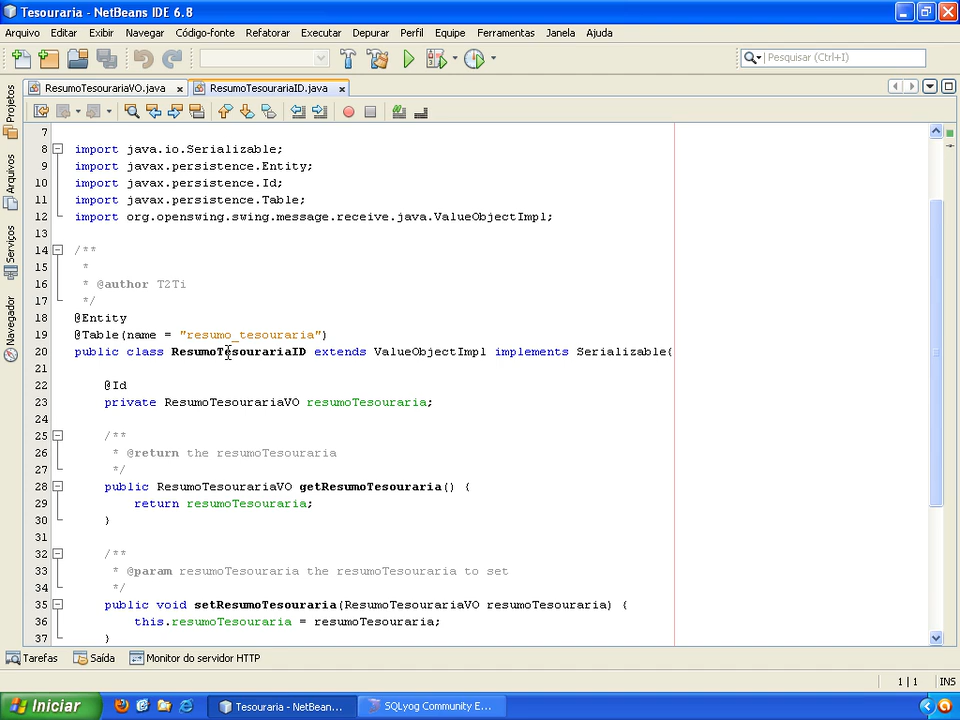 Tesouraria - NetBeans IDE 6.8
Arquivo Editar Exibir Navegar Código-fonte Refatorar Executar Depurar Perfil Equipe Ferramentas Janela Ajuda
Pesquisar (Ctrl+I)
ResumoTesourariaVO.java x ResumoTesourariaID.java x
Projetos
Arquivos
Serviços
Navegador
7
8 import java.io.Serializable;
9 import javax.persistence.Entity;
10 import javax.persistence.Id;
11 import javax.persistence.Table;
12 import org.openswing.swing.message.receive.java.ValueObjectImpl;
13
14 /**
15 *
16 * @author T2Ti
17 */
18 @Entity
19 @Table(name = "resumo_tesouraria")
20 public class ResumoTesourariaID extends ValueObjectImpl implements Serializable{
21
22 @Id
23 private ResumoTesourariaVO resumoTesouraria;
24
25 /**
26 * @return the resumoTesouraria
27 */
28 public ResumoTesourariaVO getResumoTesouraria() {
29 return resumoTesouraria;
30 }
31
32 /**
33 * @param resumoTesouraria the resumoTesouraria to set
34 */
35 public void setResumoTesouraria(ResumoTesourariaVO resumoTesouraria) {
36 this.resumoTesouraria = resumoTesouraria;
37 }
Tarefas Saída Monitor do servidor HTTP
1 | 1 INS
Iniciar Tesouraria - NetBean... SQLyog Community E...